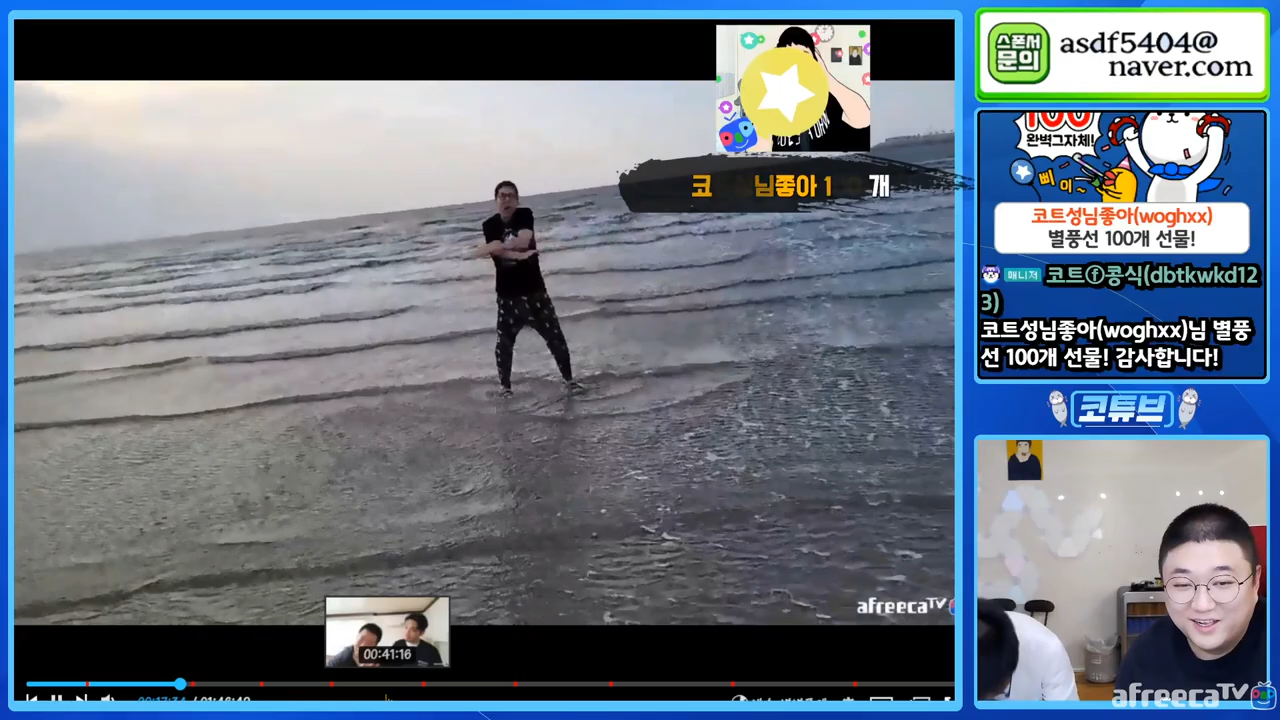 스폰서
문의
asdf5404@
naver.com
코 님좋아 1 개
100
완벽그자체!
삐
미~
코트성님좋아(woghxx)
별풍선 100개 선물!
매니저 코트ⓕ콩식(dbtkwkd12
3)
코트성님좋아(woghxx)님 별풍
선 100개 선물! 감사합니다!
코튜브
afreecaTV
00:41:16
afreecaTV